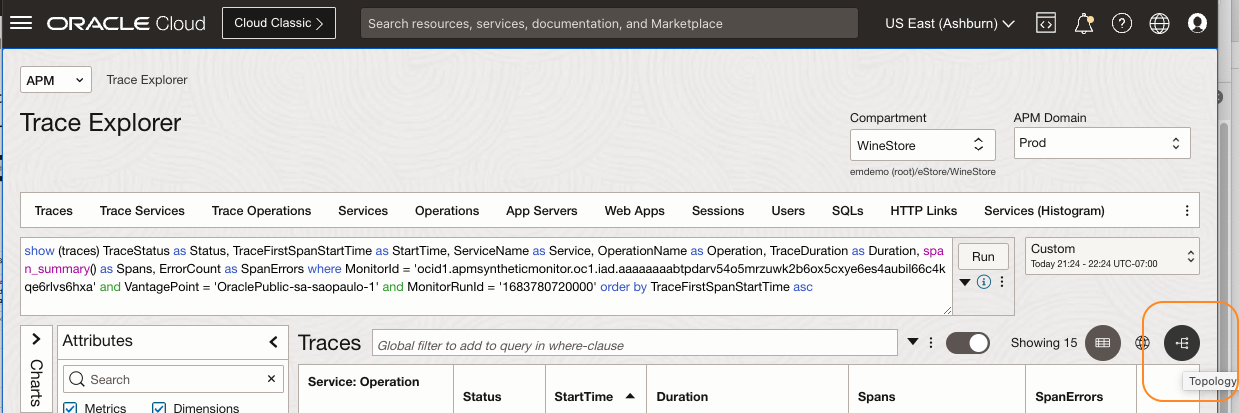 ORACLE Cloud Cloud Classic Search resources, services, documentation, and Marketplace US East (Ashburn)
APM Trace Explorer
Trace Explorer
Compartment APM Domain
WineStore Prod
emdemo (root)/eStore/WineStore
Traces Trace Services Trace Operations Services Operations App Servers Web Apps Sessions Users SQLs HTTP Links Services (Histogram)
show (traces) TraceStatus as Status, TraceFirstSpanStartTime as StartTime, ServiceName as Service, OperationName as Operation, TraceDuration as Duration, spa
n_summary() as Spans, ErrorCount as SpanErrors where MonitorId = 'ocid1.apmsyntheticmonitor.oc1.iad.aaaaaaaabtpdarv54o5mrzuwk2b6ox5cxye6es4aubil66c4k
qe6rlvs6hxa' and VantagePoint = 'OraclePublic-sa-saopaulo-1' and MonitorRunId = '1683780720000' order by TraceFirstSpanStartTime asc
Run
Custom
Today 21:24 - 22:24 UTC-07:00
Charts
Attributes
Search
Metrics Dimensions
Traces Global filter to add to query in where-clause Showing 15
Topology
Service: Operation Status StartTime Duration Spans SpanErrors